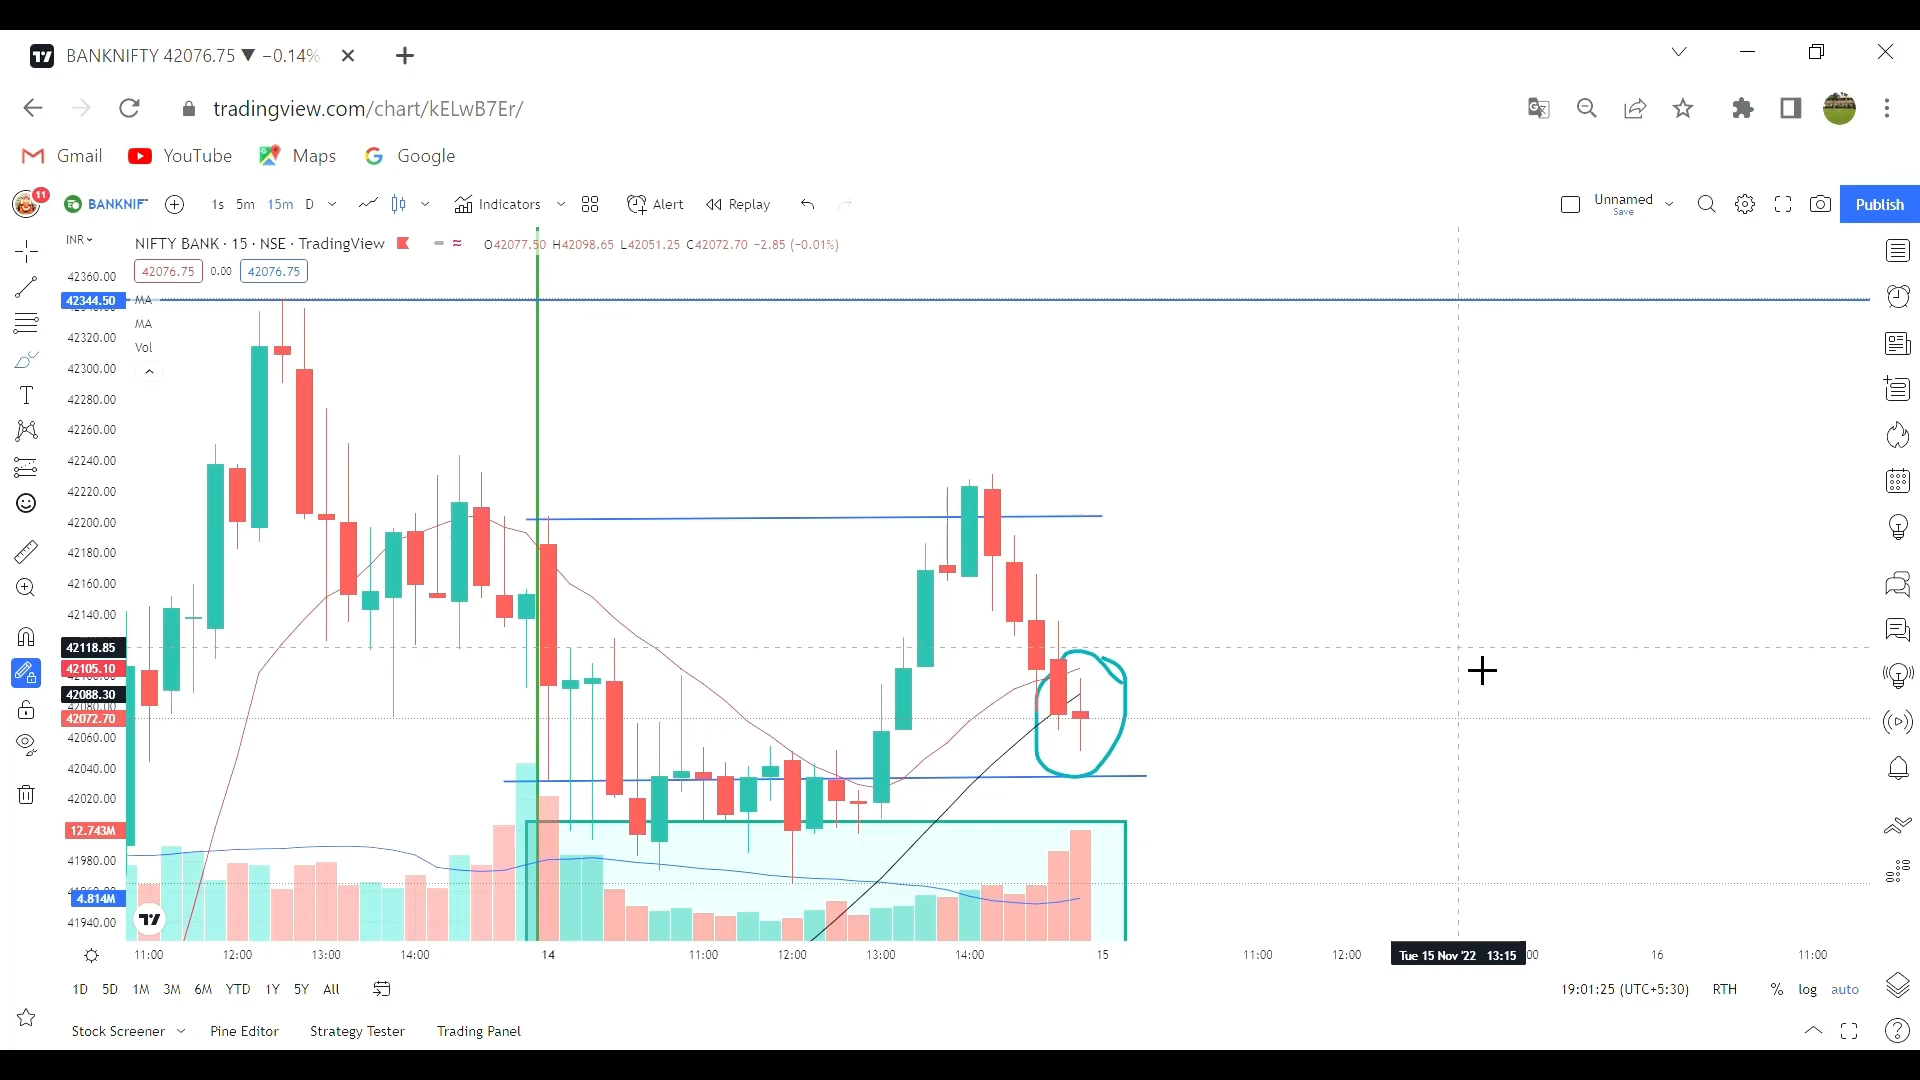 BANKNIFTY 42076.75 ▼ −0.14%
tradingview.com/chart/kELwB7Er/
Gmail YouTube Maps Google
11 BANKNIF 1s 5m 15m D Indicators Alert Replay Unnamed Save Publish
INR NIFTY BANK · 15 · NSE · TradingView O42077.50 H42098.65 L42051.25 C42072.70 −2.85 (−0.01%)
42076.75 0.00 42076.75
MA
MA
Vol
42360.00
42344.50
42320.00
42300.00
42280.00
42260.00
42240.00
42220.00
42200.00
42180.00
42160.00
42140.00
42118.85
42105.10
42088.30
42080.00
42072.70
42060.00
42040.00
42020.00
12.743M
41980.00
41960.00
4.814M
41940.00
11:00 12:00 13:00 14:00 14 11:00 12:00 13:00 14:00 15 11:00 12:00 Tue 15 Nov '22 13:15 :00 16 11:00
1D 5D 1M 3M 6M YTD 1Y 5Y All 19:01:25 (UTC+5:30) RTH % log auto
Stock Screener Pine Editor Strategy Tester Trading Panel